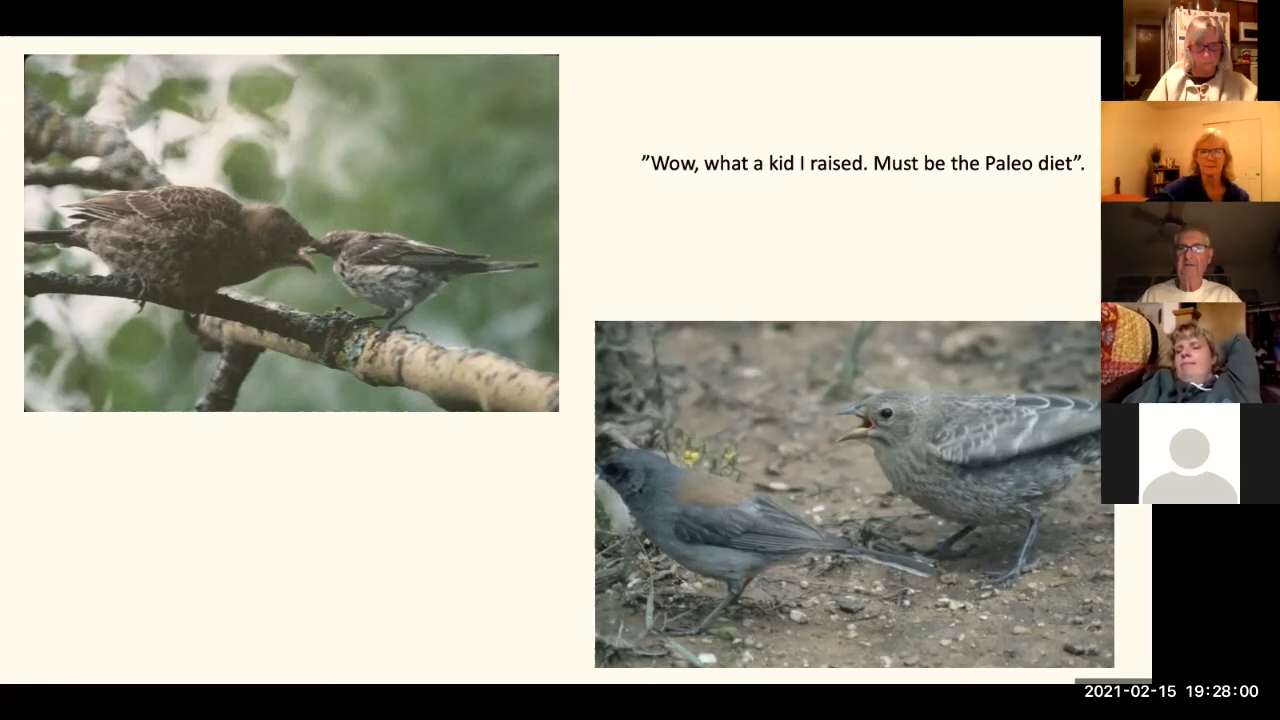 ”Wow, what a kid I raised. Must be the Paleo diet”.
2021-02-15 19:28:00